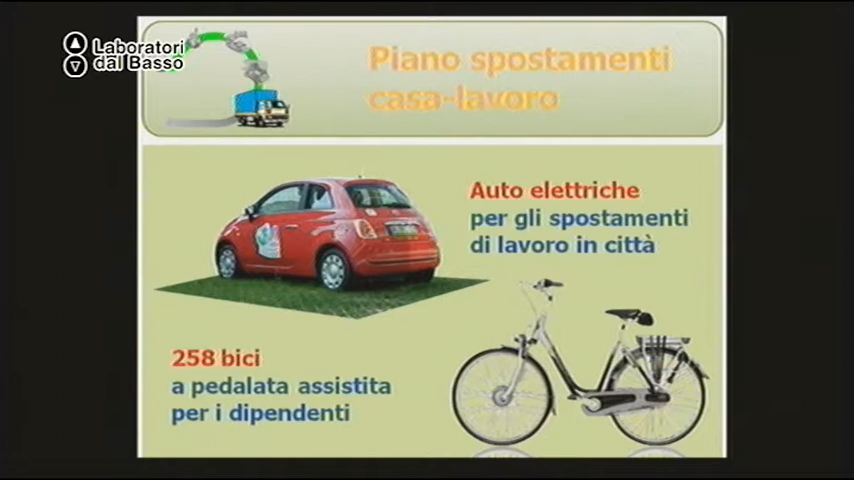 Laboratori
dal Basso
Piano spostamenti
casa-lavoro
Auto elettriche
per gli spostamenti
di lavoro in città
258 bici
a pedalata assistita
per i dipendenti